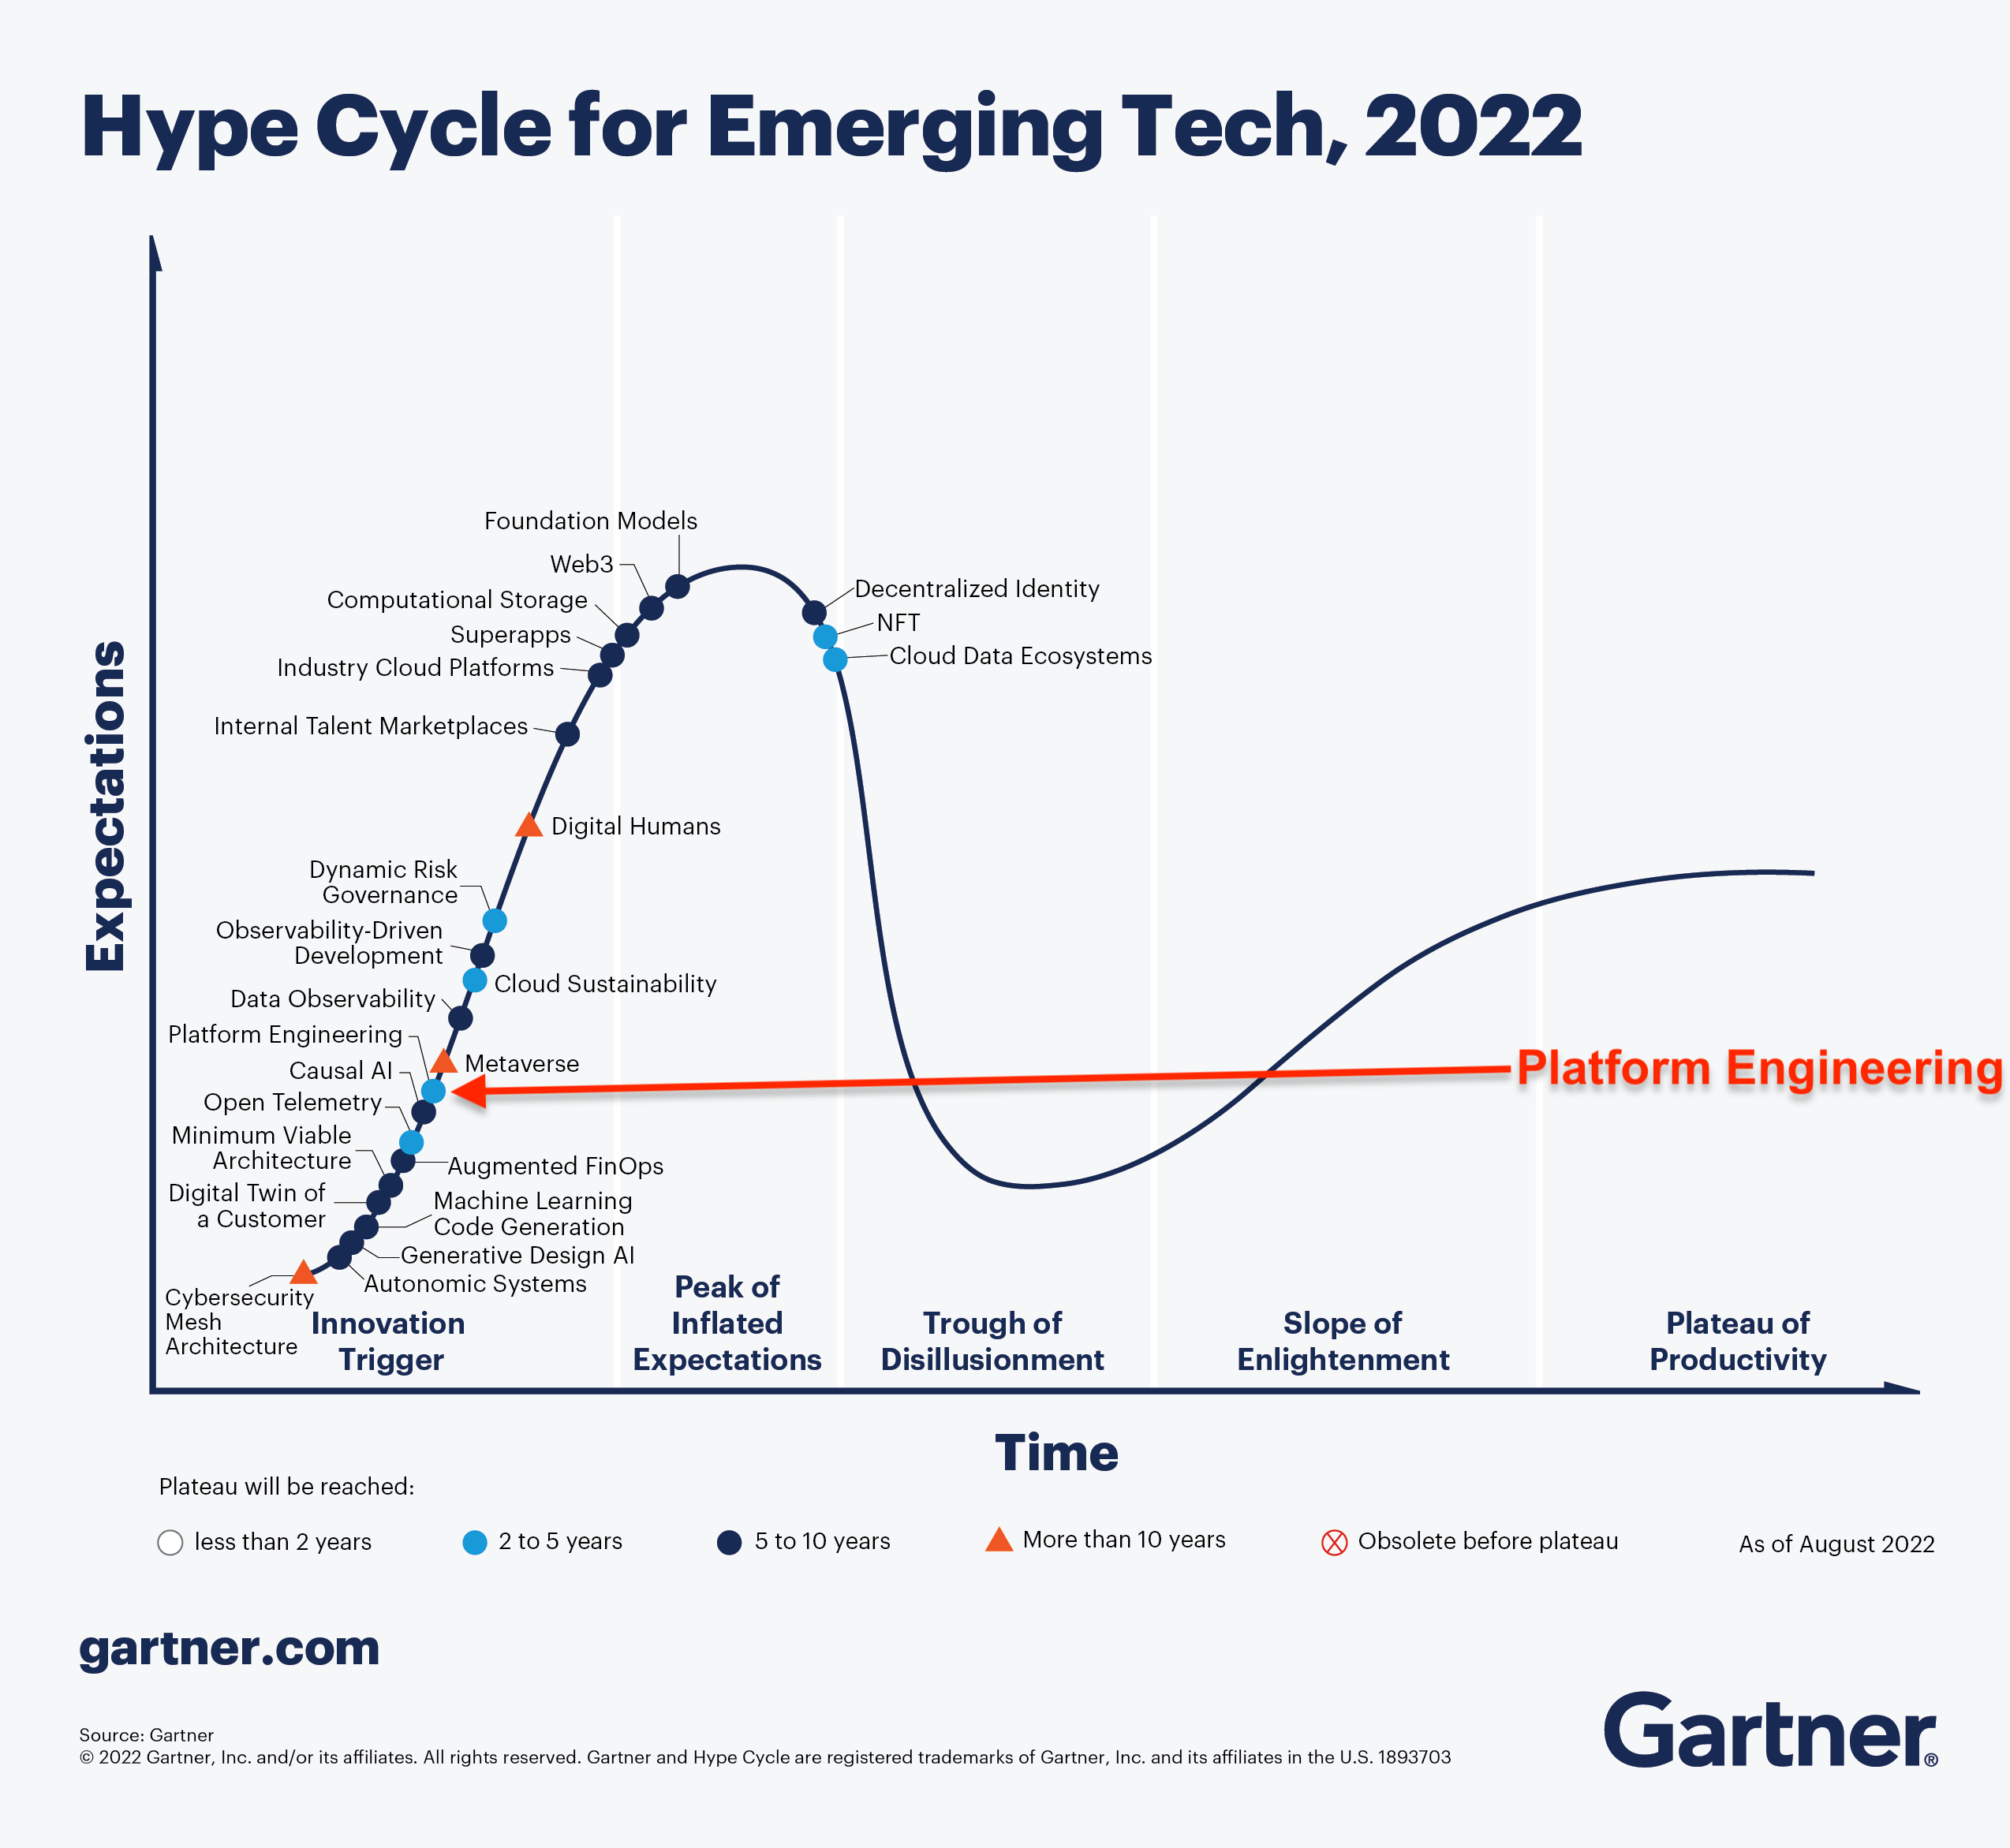 Hype Cycle for Emerging Tech, 2022
Expectations
Foundation Models
Web3
Computational Storage
Superapps
Industry Cloud Platforms
Internal Talent Marketplaces
Decentralized Identity
NFT
Cloud Data Ecosystems
Digital Humans
Dynamic Risk
Governance
Observability-Driven
Development
Cloud Sustainability
Data Observability
Platform Engineering
Metaverse
Causal AI
Platform Engineering
Open Telemetry
Minimum Viable
Architecture
Augmented FinOps
Digital Twin of
a Customer
Machine Learning
Code Generation
Generative Design AI
Autonomic Systems
Cybersecurity
Mesh
Architecture
Innovation
Trigger
Peak of
Inflated
Expectations
Trough of
Disillusionment
Slope of
Enlightenment
Plateau of
Productivity
Time
Plateau will be reached:
less than 2 years
2 to 5 years
5 to 10 years
More than 10 years
Obsolete before plateau
As of August 2022
gartner.com
Source: Gartner
© 2022 Gartner, Inc. and/or its affiliates. All rights reserved. Gartner and Hype Cycle are registered trademarks of Gartner, Inc. and its affiliates in the U.S. 1893703
Gartner®